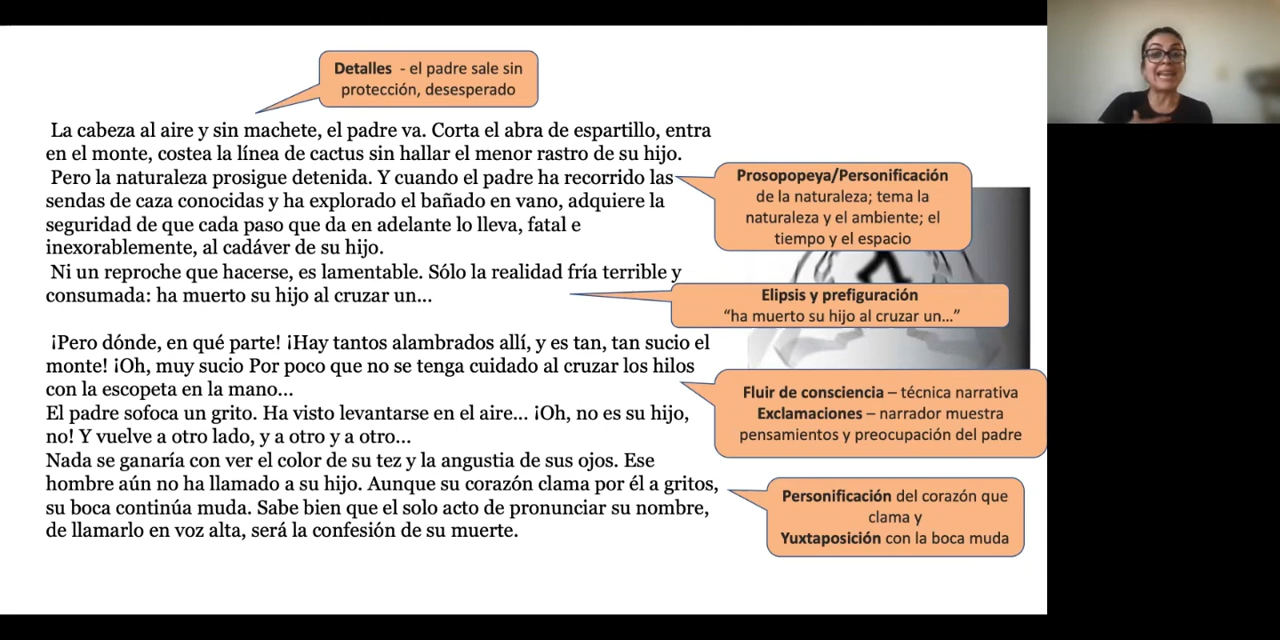 Detalles - el padre sale sin
protección, desesperado
La cabeza al aire y sin machete, el padre va. Corta el abra de espartillo, entra
en el monte, costea la línea de cactus sin hallar el menor rastro de su hijo.
Pero la naturaleza prosigue detenida. Y cuando el padre ha recorrido las
sendas de caza conocidas y ha explorado el bañado en vano, adquiere la
seguridad de que cada paso que da en adelante lo lleva, fatal e
inexorablemente, al cadáver de su hijo.
Ni un reproche que hacerse, es lamentable. Sólo la realidad fría terrible y
consumada: ha muerto su hijo al cruzar un...
Prosopopeya/Personificación
de la naturaleza; tema la
naturaleza y el ambiente; el
tiempo y el espacio
Elipsis y prefiguración
“ha muerto su hijo al cruzar un...”
¡Pero dónde, en qué parte! ¡Hay tantos alambrados allí, y es tan, tan sucio el
monte! ¡Oh, muy sucio Por poco que no se tenga cuidado al cruzar los hilos
con la escopeta en la mano...
El padre sofoca un grito. Ha visto levantarse en el aire... ¡Oh, no es su hijo,
no! Y vuelve a otro lado, y a otro y a otro...
Nada se ganaría con ver el color de su tez y la angustia de sus ojos. Ese
hombre aún no ha llamado a su hijo. Aunque su corazón clama por él a gritos,
su boca continúa muda. Sabe bien que el solo acto de pronunciar su nombre,
de llamarlo en voz alta, será la confesión de su muerte.
Fluir de consciencia – técnica narrativa
Exclamaciones – narrador muestra
pensamientos y preocupación del padre
Personificación del corazón que
clama y
Yuxtaposición con la boca muda